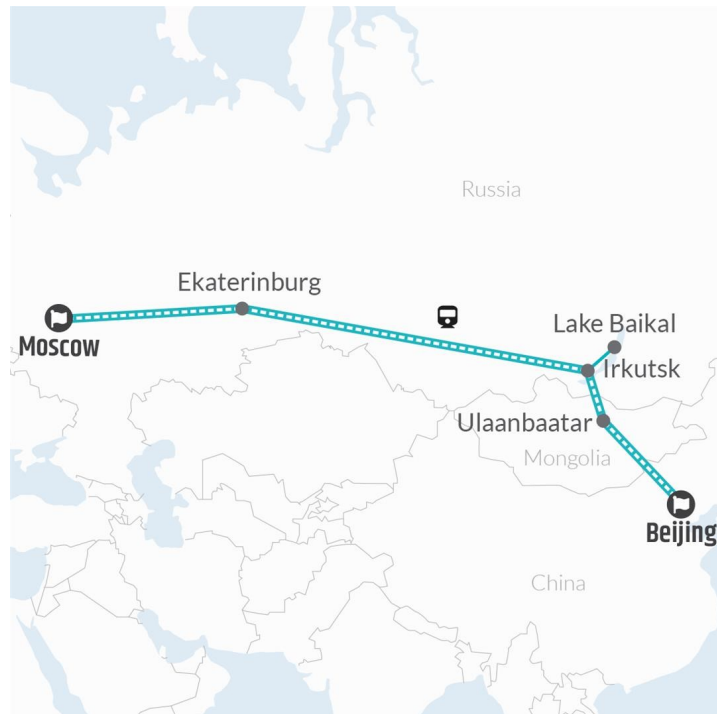 Russia
Ekaterinburg
Moscow
Lake Baikal
Irkutsk
Ulaanbaatar
Mongolia
Beijing
China